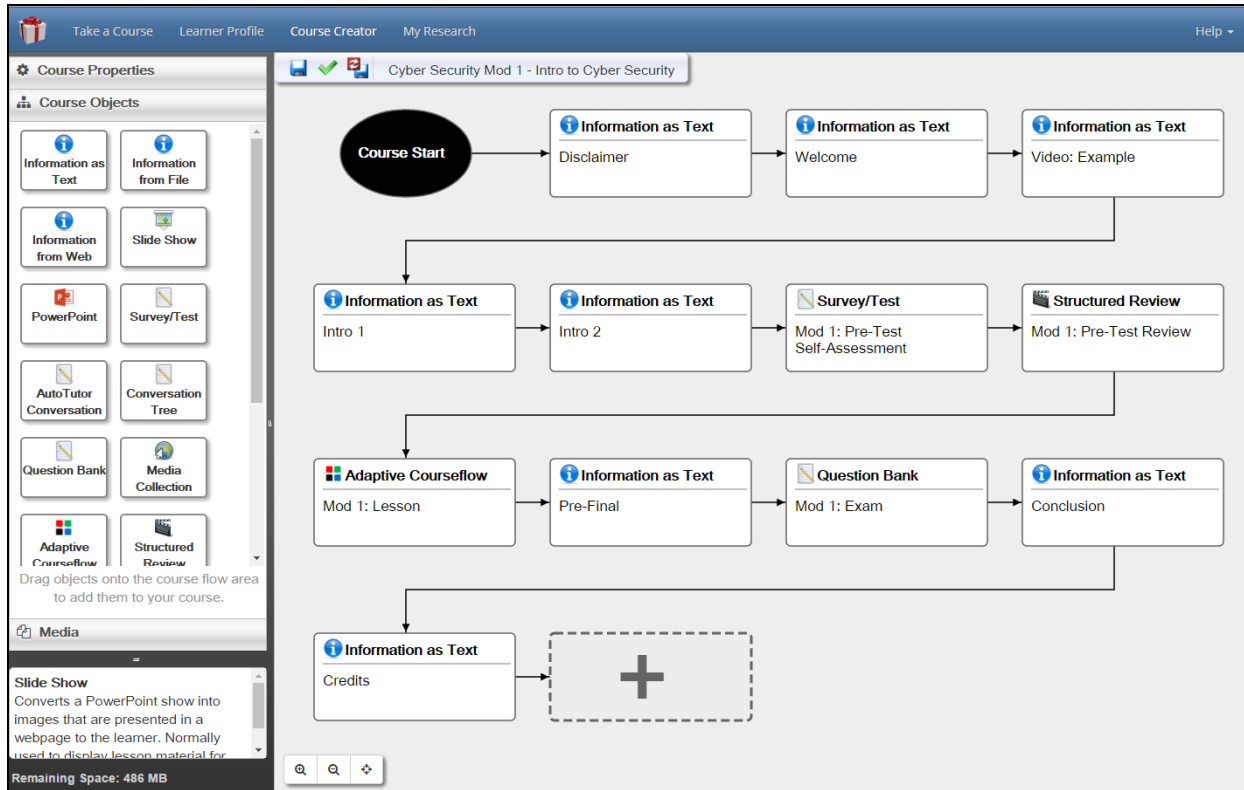 Take a Course Learner Profile Course Creator My Research Help
Course Properties
Course Objects
Information as
Text
Information
from File
Information
from Web
Slide Show
PowerPoint
Survey/Test
AutoTutor
Conversation
Conversation
Tree
Question Bank
Media
Collection
Adaptive
Courseflow
Structured
Review
Drag objects onto the course flow area
to add them to your course.
Media
Slide Show
Converts a PowerPoint show into
images that are presented in a
webpage to the learner. Normally
used to display lesson material for
Remaining Space: 486 MB
Cyber Security Mod 1 - Intro to Cyber Security
Course Start
Information as Text
Disclaimer
Information as Text
Welcome
Information as Text
Video: Example
Information as Text
Intro 1
Information as Text
Intro 2
Survey/Test
Mod 1: Pre-Test
Self-Assessment
Structured Review
Mod 1: Pre-Test Review
Adaptive Courseflow
Mod 1: Lesson
Information as Text
Pre-Final
Question Bank
Mod 1: Exam
Information as Text
Conclusion
Information as Text
Credits